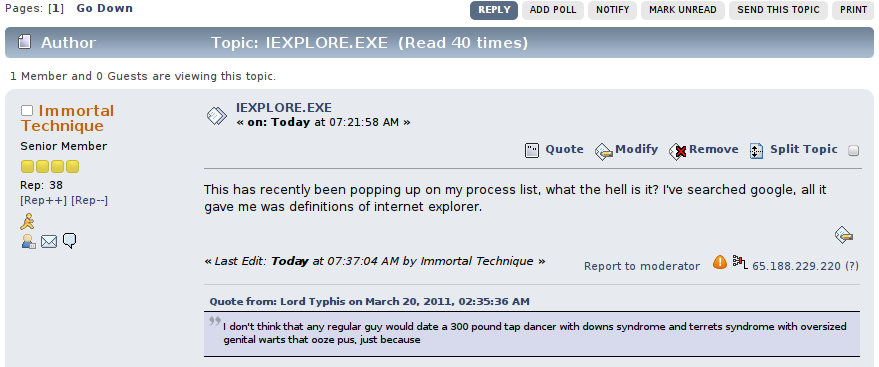 Pages: [1] Go Down
REPLY ADD POLL NOTIFY MARK UNREAD SEND THIS TOPIC PRINT
Author Topic: IEXPLORE.EXE (Read 40 times)
1 Member and 0 Guests are viewing this topic.
Immortal
Technique
Senior Member
Rep: 38
[Rep++] [Rep--]
IEXPLORE.EXE
« on: Today at 07:21:58 AM »
Quote Modify Remove Split Topic
This has recently been popping up on my process list, what the hell is it? I've searched google, all it
gave me was definitions of internet explorer.
« Last Edit: Today at 07:37:04 AM by Immortal Technique »
Report to moderator 65.188.229.220 (?)
Quote from: Lord Typhis on March 20, 2011, 02:35:36 AM
I don't think that any regular guy would date a 300 pound tap dancer with downs syndrome and terrets syndrome with oversized
genital warts that ooze pus, just because